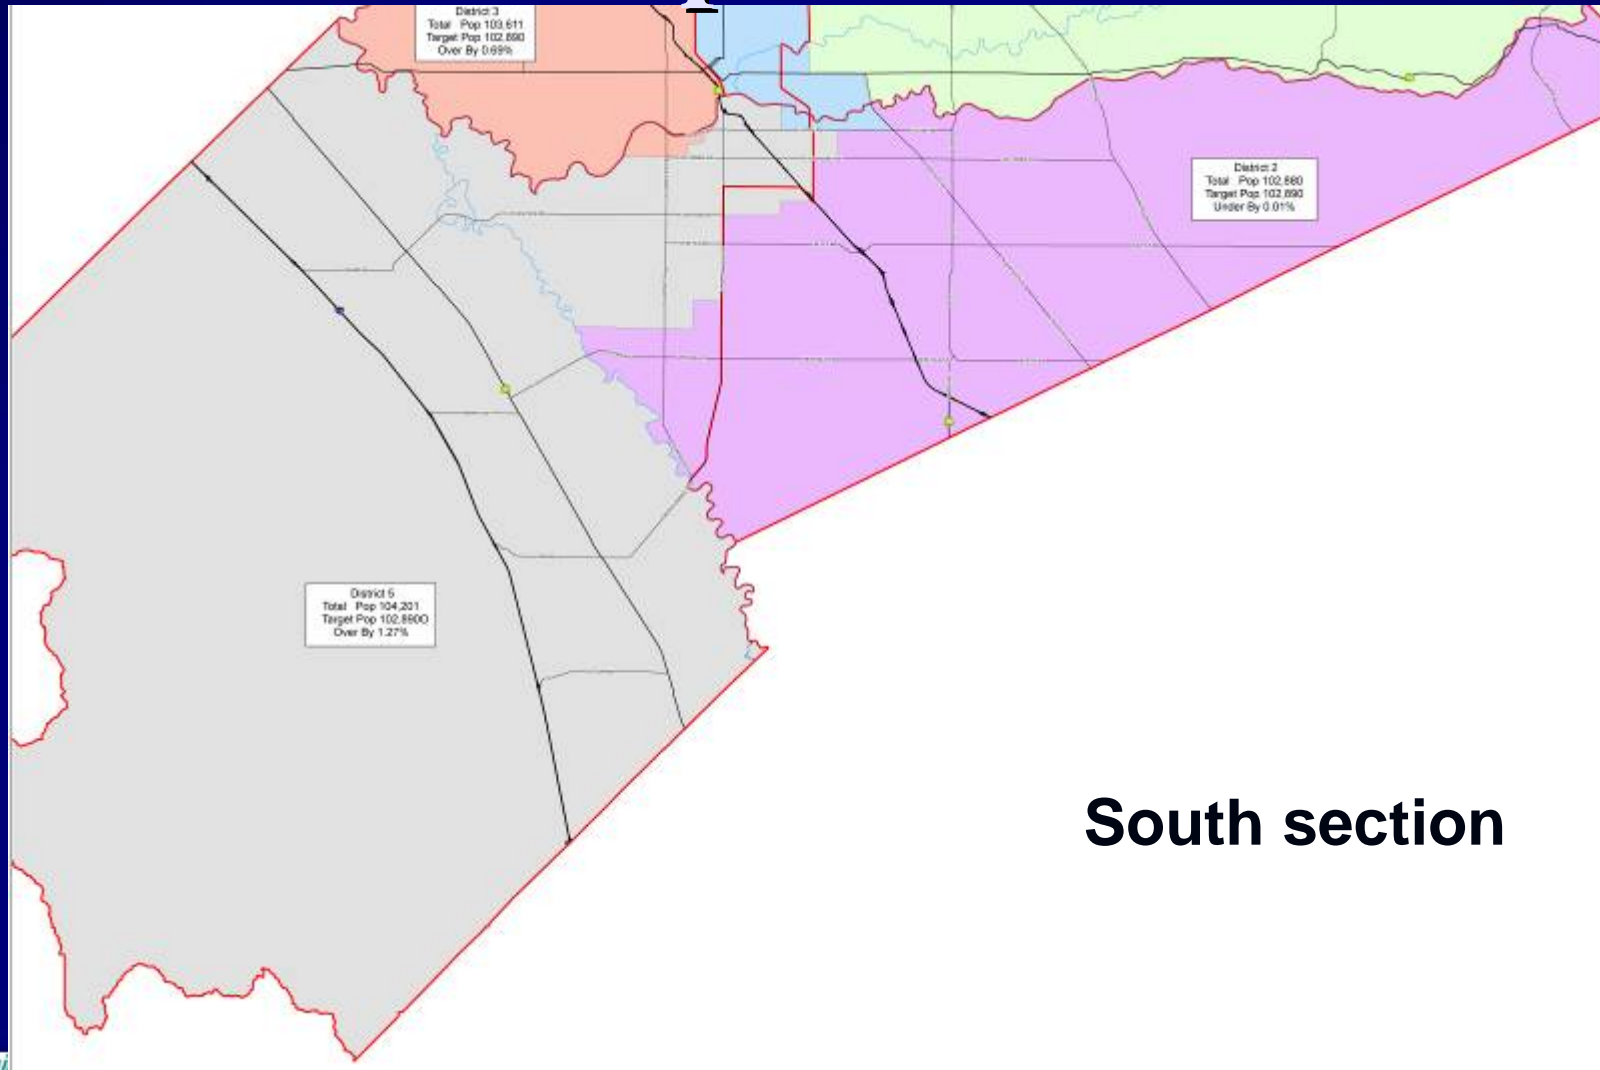 District 3
Total Pop 103,611
Target Pop 102,890
Over By 0.69%
District 2
Total Pop 102,880
Target Pop 102,890
Under By 0.01%
District 5
Total Pop 104,201
Target Pop 102,890O
Over By 1.27%
South section